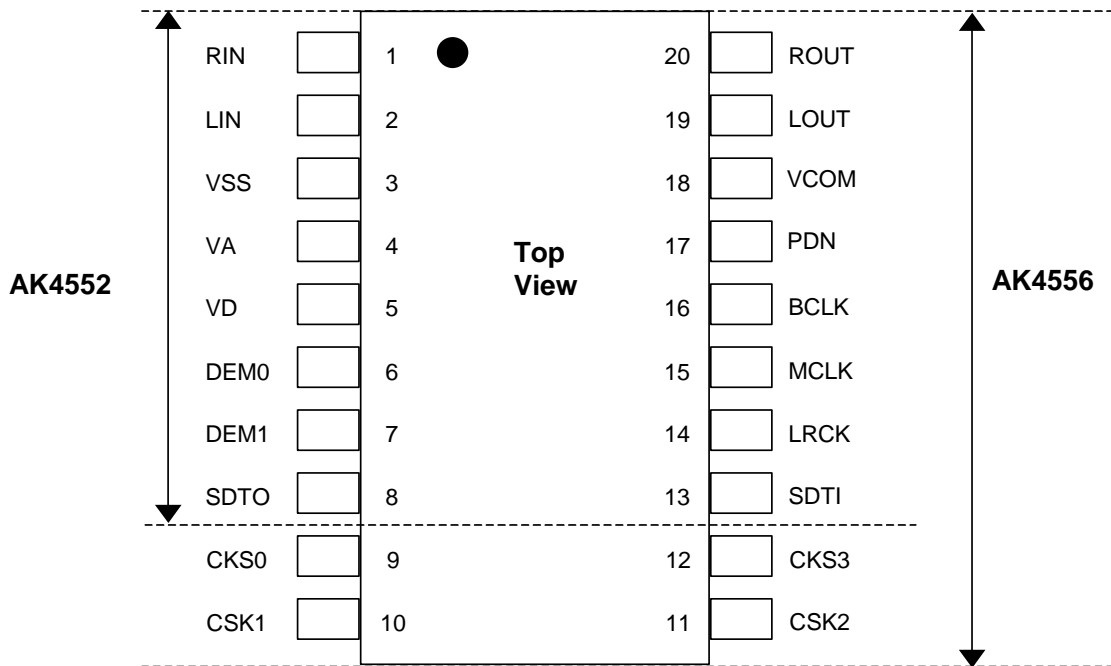 RIN 1 20 ROUT
LIN 2 19 LOUT
VSS 3 18 VCOM
VA 4 17 PDN
Top
View
AK4552
AK4556
VD 5 16 BCLK
DEM0 6 15 MCLK
DEM1 7 14 LRCK
SDTO 8 13 SDTI
CKS0 9 12 CKS3
CSK1 10 11 CSK2